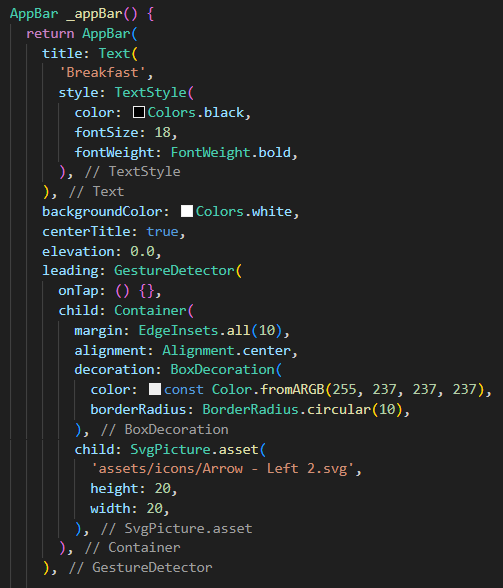 AppBar _appBar() {
  return AppBar(
    title: Text(
      'Breakfast',
      style: TextStyle(
        color: Colors.black,
        fontSize: 18,
        fontWeight: FontWeight.bold,
      ), // TextStyle
    ), // Text
    backgroundColor: Colors.white,
    centerTitle: true,
    elevation: 0.0,
    leading: GestureDetector(
      onTap: () {},
      child: Container(
        margin: EdgeInsets.all(10),
        alignment: Alignment.center,
        decoration: BoxDecoration(
          color: const Color.fromARGB(255, 237, 237, 237),
          borderRadius: BorderRadius.circular(10),
        ), // BoxDecoration
        child: SvgPicture.asset(
          'assets/icons/Arrow - Left 2.svg',
          height: 20,
          width: 20,
        ), // SvgPicture.asset
      ), // Container
    ), // GestureDetector